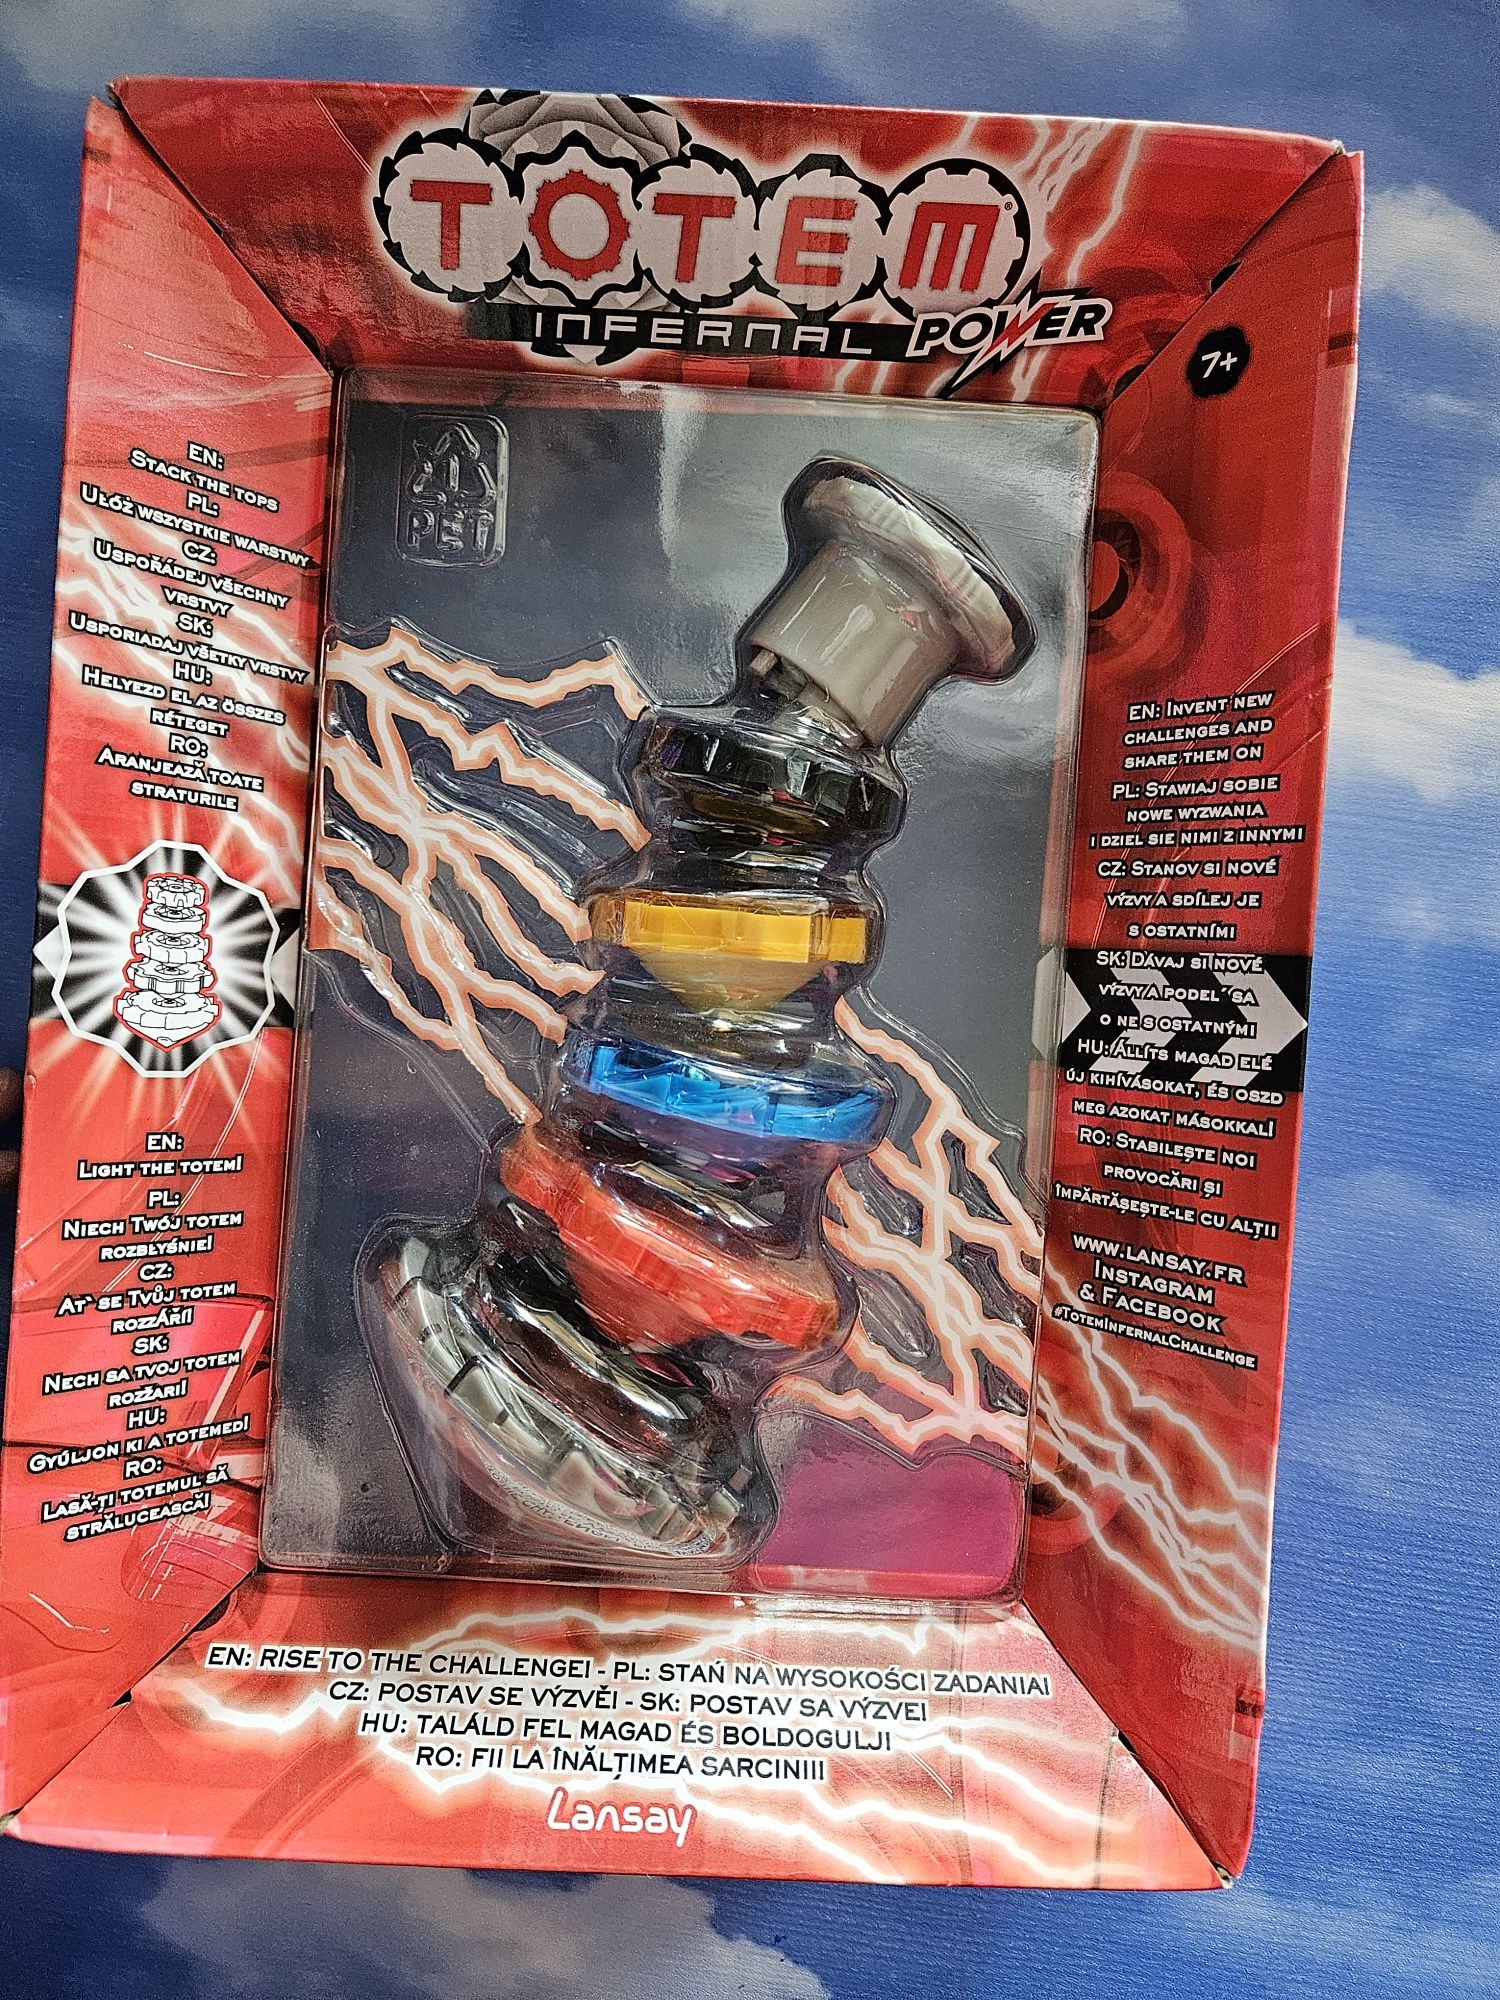 TOTEM®
INFERNAL POWER
7+
PET
EN:
STACK THE TOPS
PL:
UŁÓŻ WSZYSTKIE WARSTWY
CZ:
USPOŘÁDEJ VŠECHNY
VRSTVY
SK:
USPORIADAJ VŠETKY VRSTVY
HU:
HELYEZD EL AZ ÖSSZES
RÉTEGET
RO:
ARANJEAZĂ TOATE
STRATURILE
EN:
LIGHT THE TOTEM!
PL:
NIECH TWÓJ TOTEM
ROZBŁYŚNIE!
CZ:
AT` SE TVŮJ TOTEM
ROZZÁŘÍ!
SK:
NECH SA TVOJ TOTEM
ROZŽARI!
HU:
GYÚLJON KI A TOTEMED!
RO:
LASĂ-ȚI TOTEMUL SĂ
STRĂLUCEASCĂ!
EN: INVENT NEW
CHALLENGES AND
SHARE THEM ON
PL: STAWIAJ SOBIE
NOWE WYZWANIA
I DZIEL SIE NIMI Z INNYMI
CZ: STANOV SI NOVÉ
VÝZVY A SDÍLEJ JE
S OSTATNÍMI
SK: DÁVAJ SI NOVÉ
VÝZVY A PODEL´ SA
O NE S OSTATNÝMI
HU: ÁLLÍTS MAGAD ELÉ
ÚJ KIHÍVÁSOKAT, ÉS OSZD
MEG AZOKAT MÁSOKKAL!
RO: STABILEȘTE NOI
PROVOCĂRI ȘI
ÎMPĂRTĂȘEȘTE-LE CU ALȚII
WWW.LANSAY.FR
INSTAGRAM
& FACEBOOK
#TOTEMINFERNALCHALLENGE
EN: RISE TO THE CHALLENGE! - PL: STAŃ NA WYSOKOŚCI ZADANIA!
CZ: POSTAV SE VÝZVĚ! - SK: POSTAV SA VÝZVE!
HU: TALÁLD FEL MAGAD ÉS BOLDOGULJ!
RO: FII LA ÎNĂLȚIMEA SARCINII!
Lansay